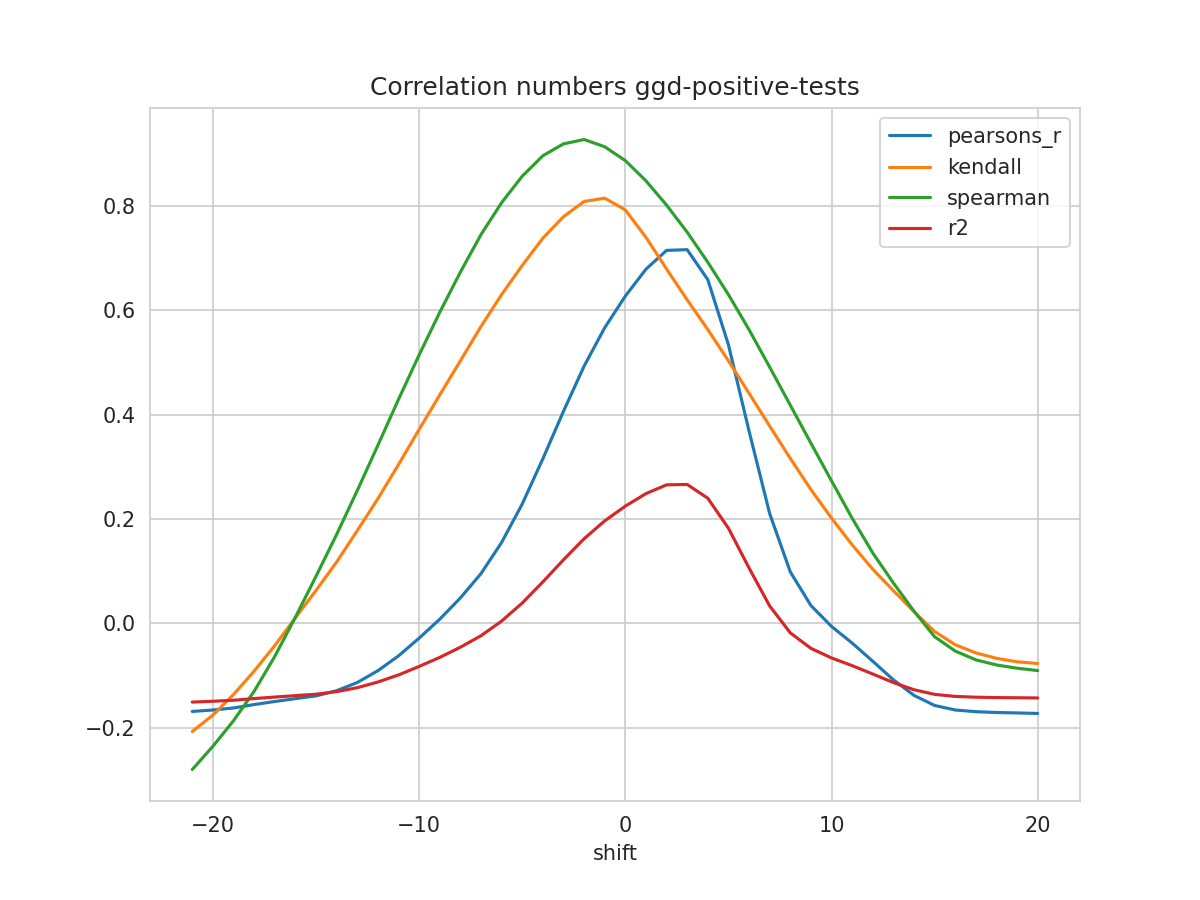 Correlation numbers ggd-positive-tests
pearsons_r
kendall
spearman
r2
0.8
0.6
0.4
0.2
0.0
−0.2
−20
−10
0
10
20
shift